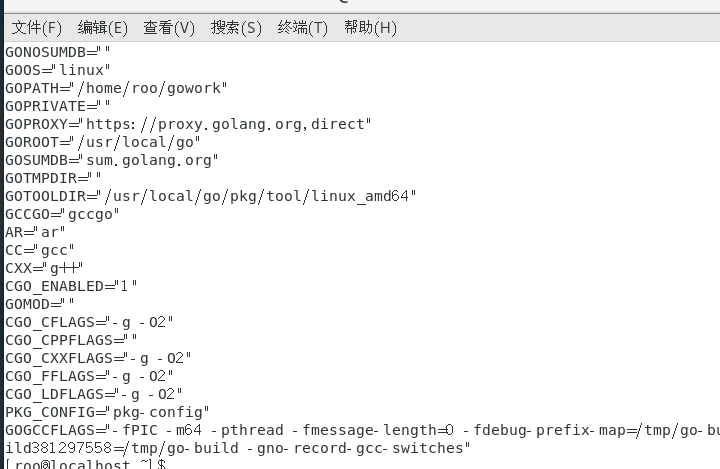 文件(F) 编辑(E) 查看(V) 搜索(S) 终端(T) 帮助(H)
GONOSUMDB=""
GOOS="linux"
GOPATH="/home/roo/gowork"
GOPRIVATE=""
GOPROXY="https://proxy.golang.org,direct"
GOROOT="/usr/local/go"
GOSUMDB="sum.golang.org"
GOTMPDIR=""
GOTOOLDIR="/usr/local/go/pkg/tool/linux_amd64"
GCCGO="gccgo"
AR="ar"
CC="gcc"
CXX="g++"
CGO_ENABLED="1"
GOMOD=""
CGO_CFLAGS="-g -O2"
CGO_CPPFLAGS=""
CGO_CXXFLAGS="-g -O2"
CGO_FFLAGS="-g -O2"
CGO_LDFLAGS="-g -O2"
PKG_CONFIG="pkg-config"
GOGCCFLAGS="-fPIC -m64 -pthread -fmessage-length=0 -fdebug-prefix-map=/tmp/go-bu
ild381297558=/tmp/go-build -gno-record-gcc-switches"
[roo@localhost ~]$